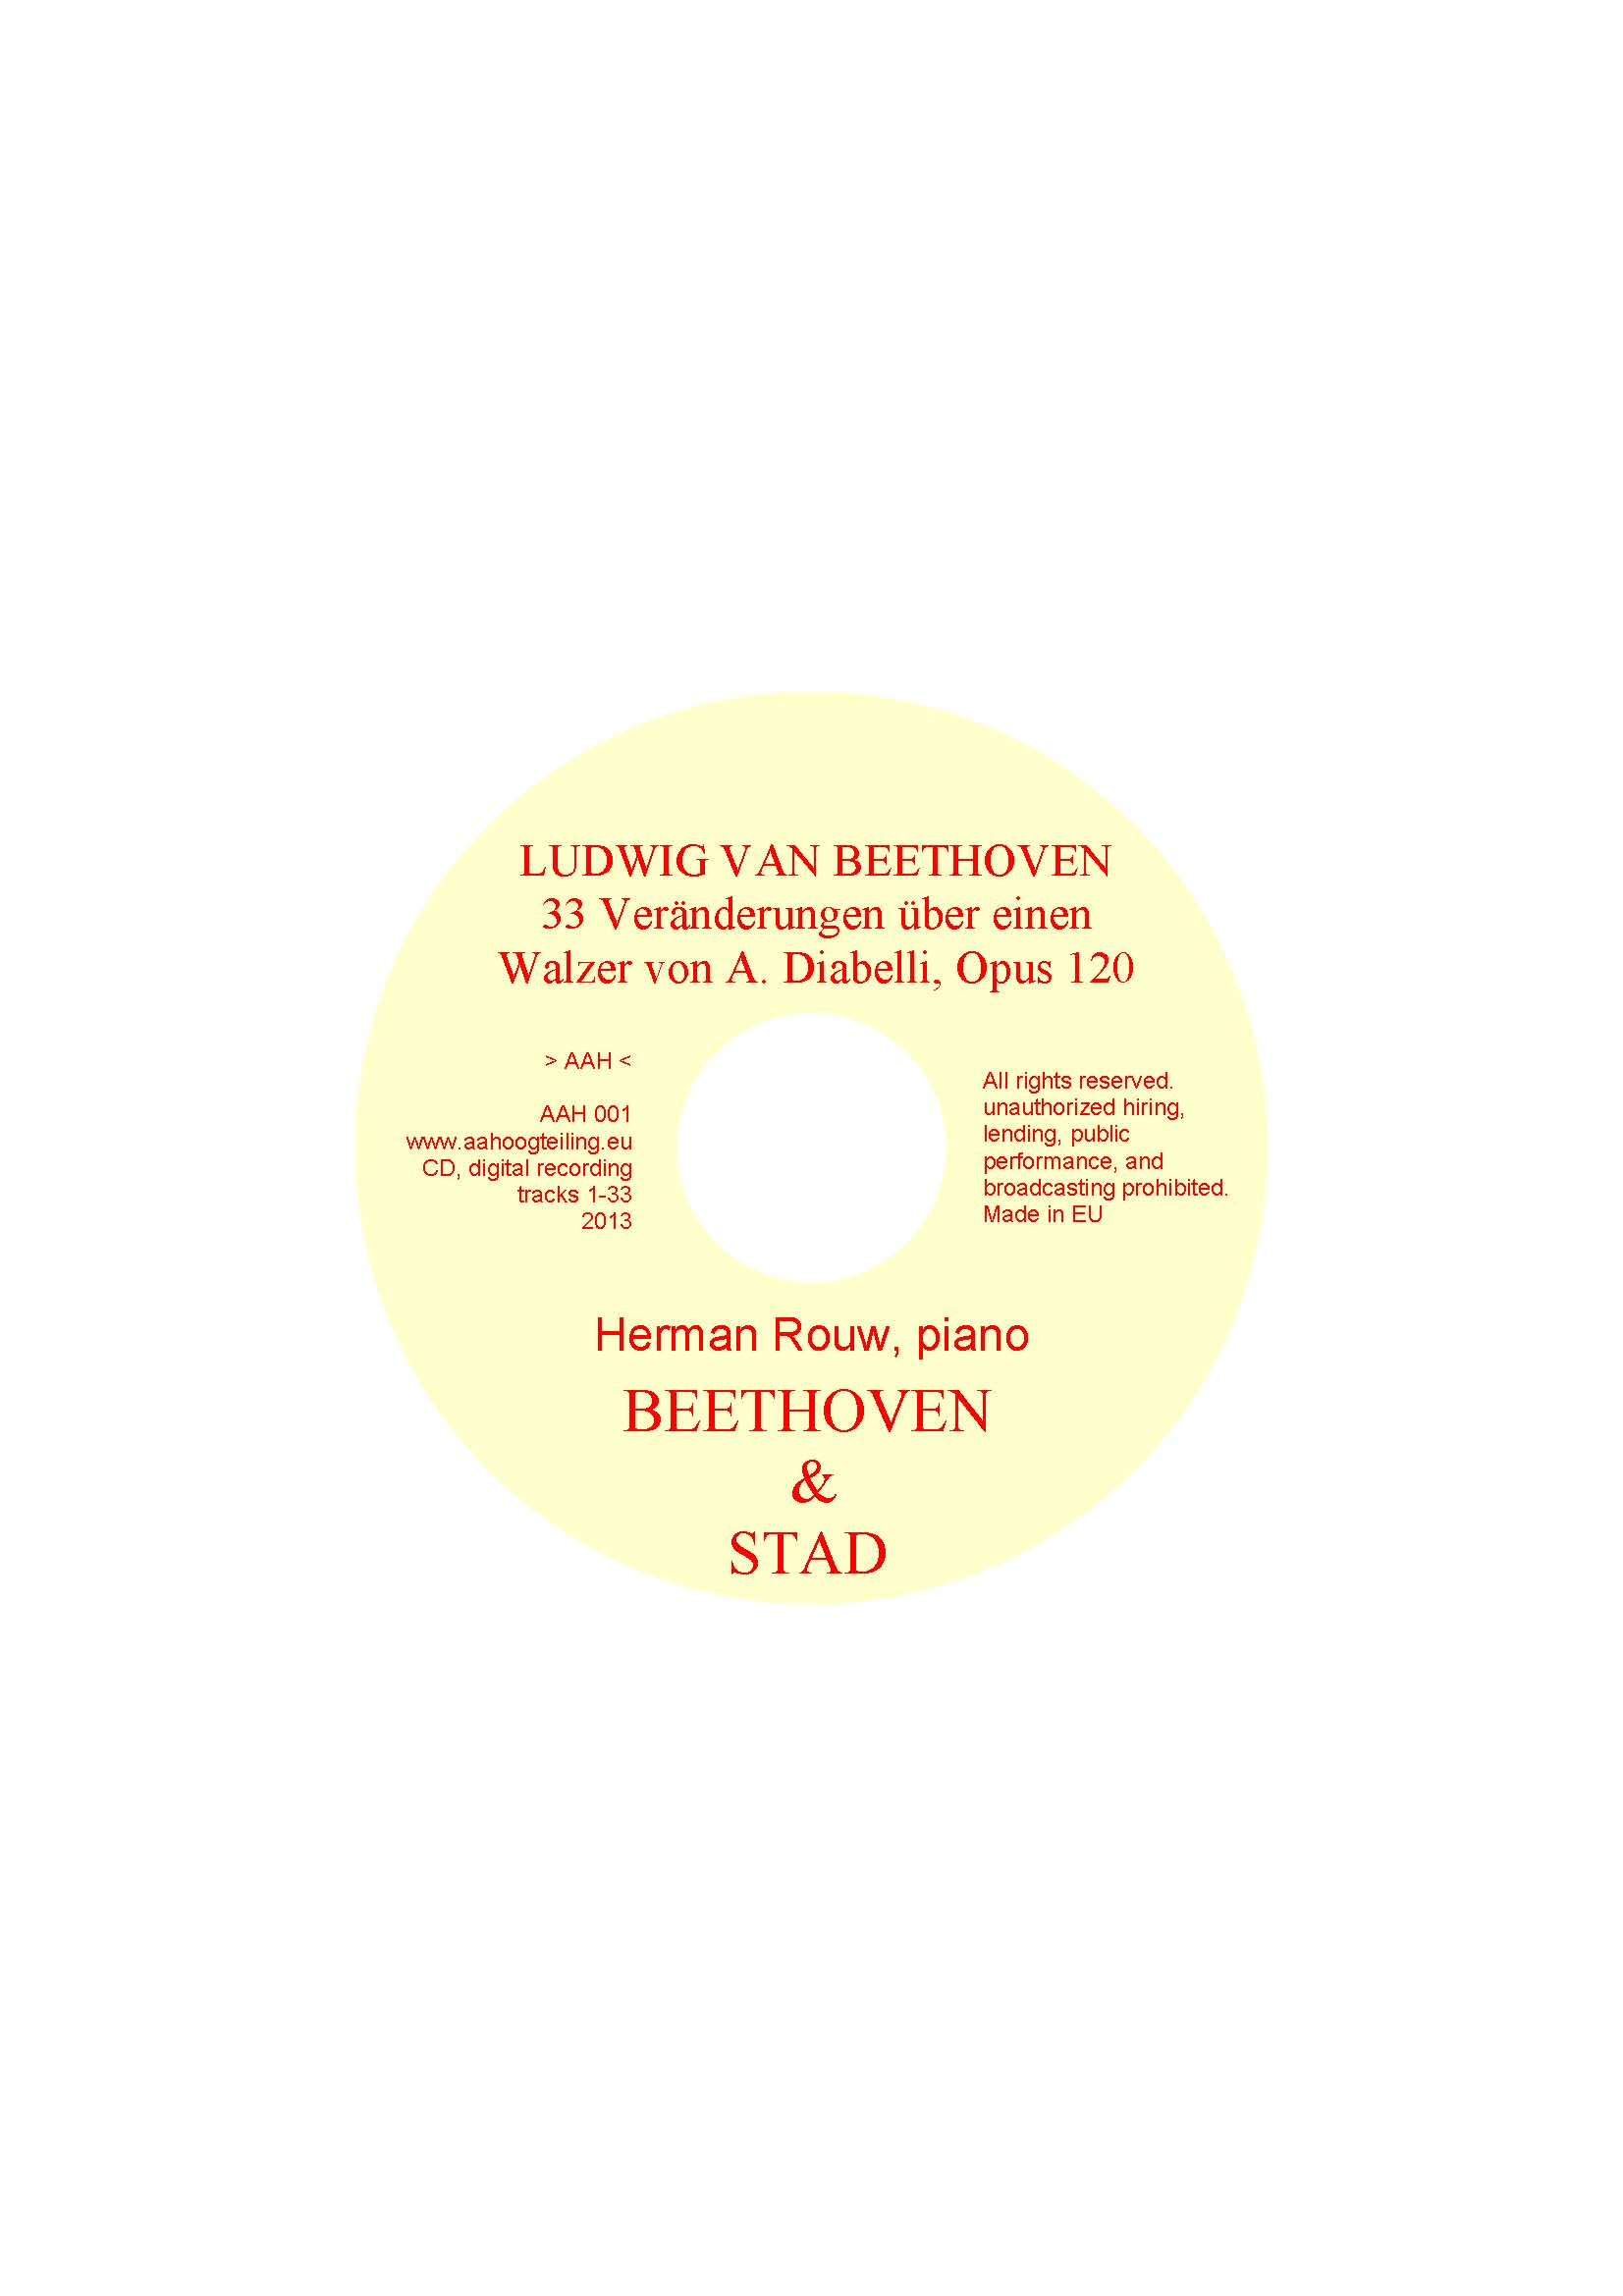 LUDWIG VAN BEETHOVEN
33 Veränderungen über einen
Walzer von A. Diabelli, Opus 120
> AAH <
AAH 001
www.aahoogteiling.eu
CD, digital recording
tracks 1-33
2013
All rights reserved.
unauthorized hiring,
lending, public
performance, and
broadcasting prohibited.
Made in EU
Herman Rouw, piano
BEETHOVEN
&
STAD